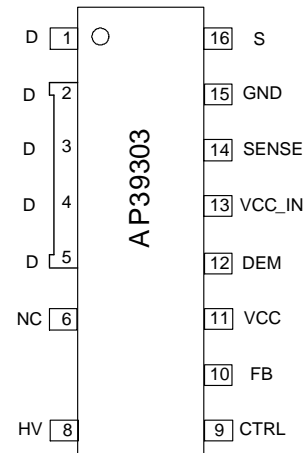 D 1
D 2
D 3
D 4
D 5
NC 6
HV 8
AP39303
16 S
15 GND
14 SENSE
13 VCC_IN
12 DEM
11 VCC
10 FB
9 CTRL